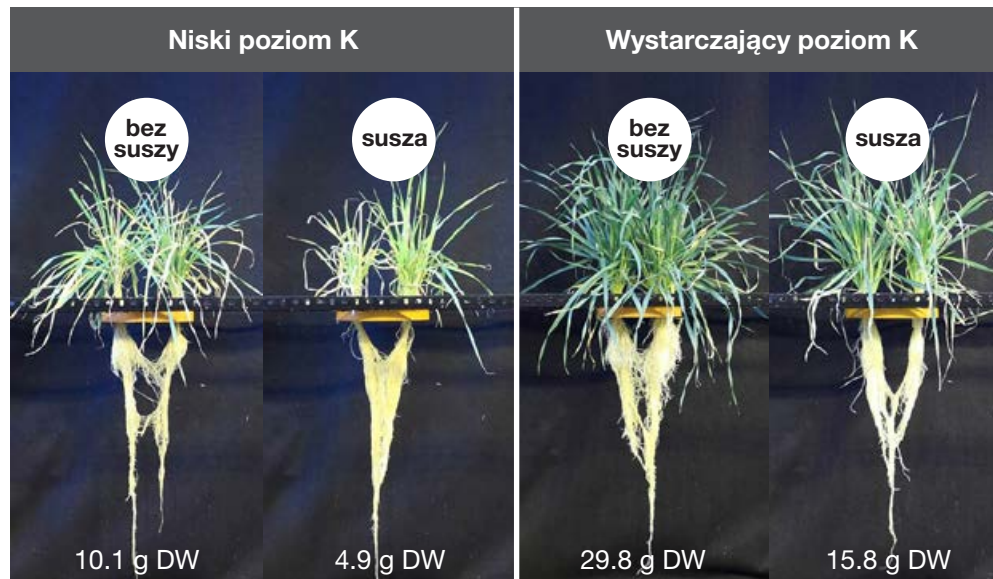 Niski poziom K
Wystarczający poziom K
bez
suszy
susza
bez
suszy
susza
10.1 g DW
4.9 g DW
29.8 g DW
15.8 g DW